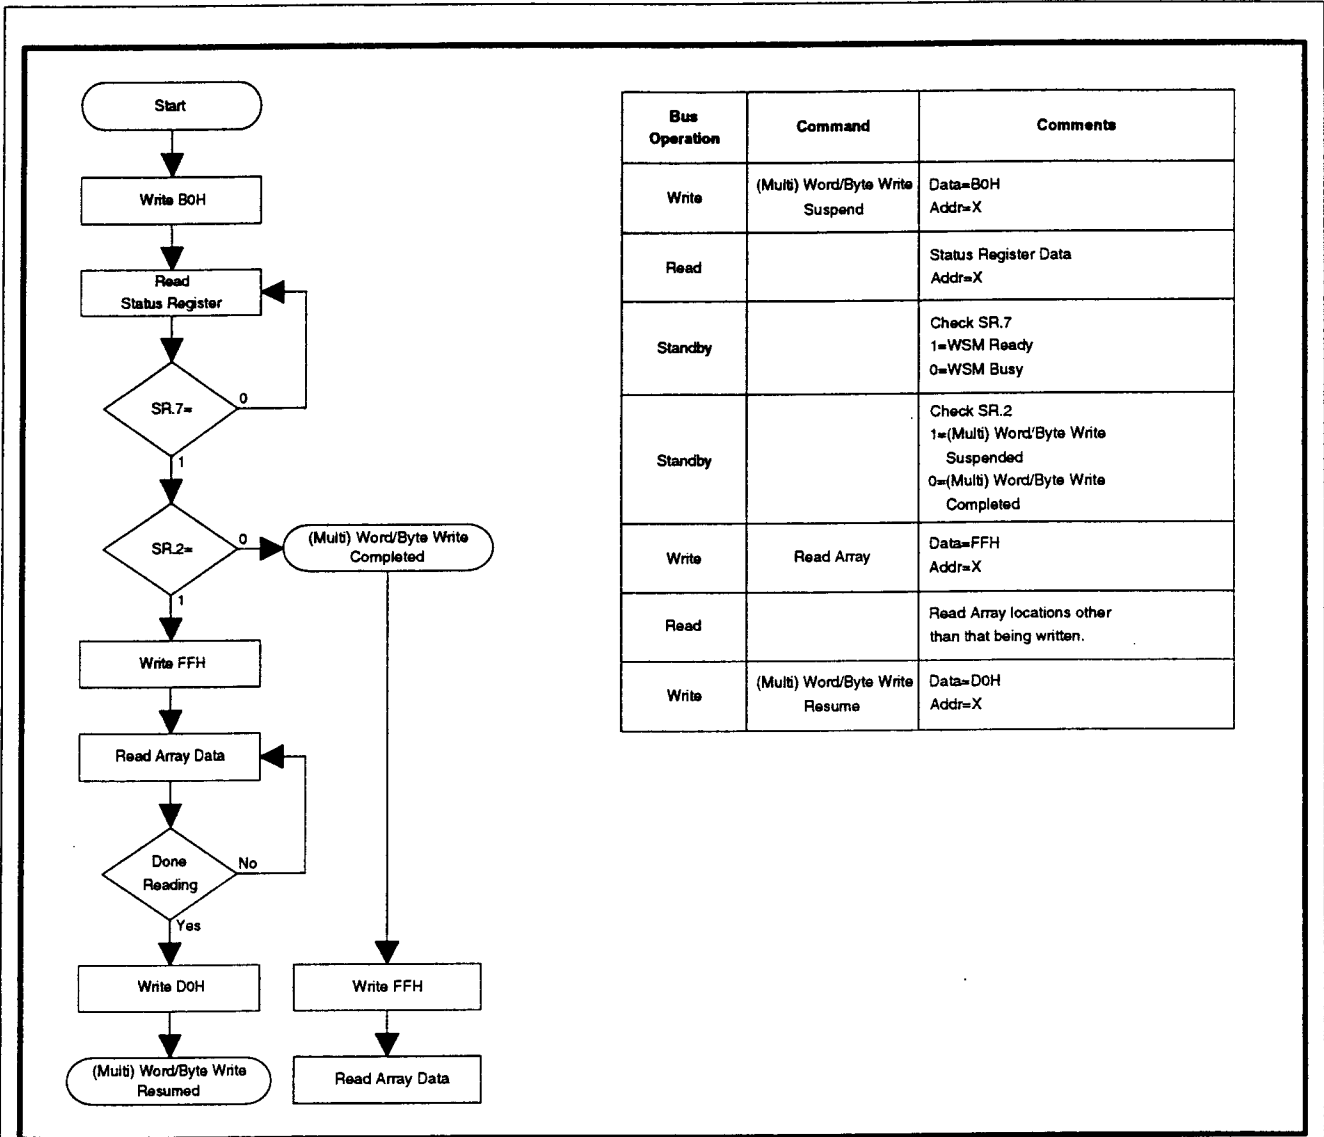 Start
Write B0H
Read
Status Register
SR.7=
0
1
SR.2=
0
(Multi) Word/Byte Write
Completed
1
Write FFH
Read Array Data
Done
Reading
No
Yes
Write D0H
Write FFH
(Multi) Word/Byte Write
Resumed
Read Array Data
Bus
Operation
Command
Comments
Write
(Multi) Word/Byte Write
Suspend
Data=B0H
Addr=X
Read
Status Register Data
Addr=X
Standby
Check SR.7
1=WSM Ready
0=WSM Busy
Standby
Check SR.2
1=(Multi) Word/Byte Write
Suspended
0=(Multi) Word/Byte Write
Completed
Write
Read Array
Data=FFH
Addr=X
Read
Read Array locations other
than that being written.
Write
(Multi) Word/Byte Write
Resume
Data=D0H
Addr=X